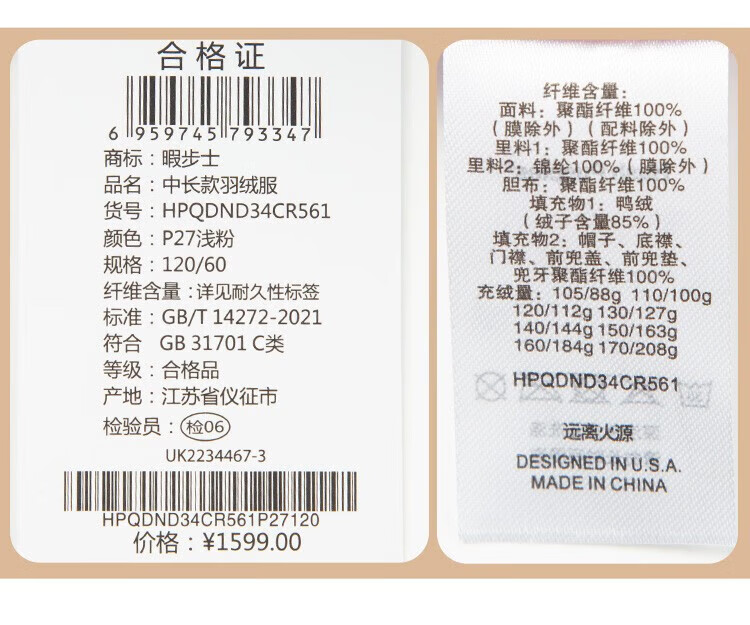 合格证
6 959745 793347
商标：暇步士
品名：中长款羽绒服
货号：HPQDND34CR561
颜色：P27浅粉
规格：120/60
纤维含量：详见耐久性标签
标准：GB/T 14272-2021
符合 GB 31701 C类
等级：合格品
产地：江苏省仪征市
检验员：检06
UK2234467-3
HPQDND34CR561P27120
价格：¥1599.00
纤维含量：
面料：聚酯纤维100%
（膜除外）（配料除外）
里料1：聚酯纤维100%
里料2：锦纶100%（膜除外）
胆布：聚酯纤维100%
填充物1：鸭绒
（绒子含量85%）
填充物2：帽子、底襟、
门襟、前兜盖、前兜垫、
兜牙聚酯纤维100%
充绒量：105/88g 110/100g
120/112g 130/127g
140/144g 150/163g
160/184g 170/208g
HPQDND34CR561
远离火源
DESIGNED IN U.S.A.
MADE IN CHINA